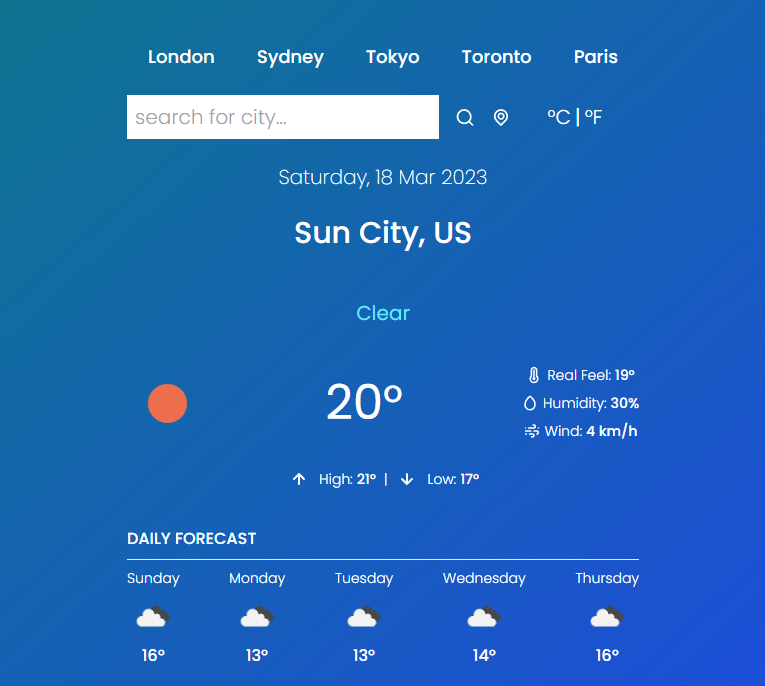 London Sydney Tokyo Toronto Paris
search for city...
°C | °F
Saturday, 18 Mar 2023
Sun City, US
Clear
20°
Real Feel: 19°
Humidity: 30%
Wind: 4 km/h
High: 21° | Low: 17°
DAILY FORECAST
Sunday Monday Tuesday Wednesday Thursday
16° 13° 13° 14° 16°